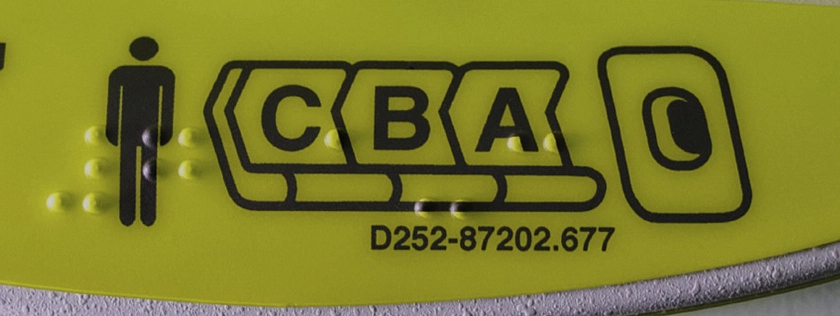 CBA
⠼⠛ ⠁⠤⠉
D252-87202.677